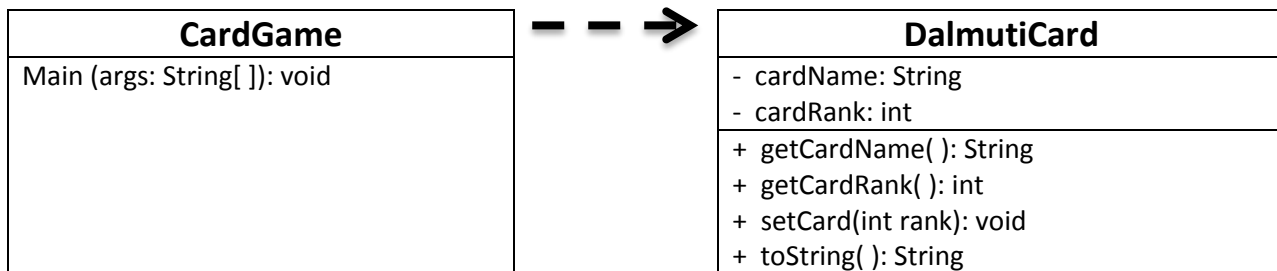 CardGame
Main (args: String[ ]): void
DalmutiCard
- cardName: String
- cardRank: int
+ getCardName( ): String
+ getCardRank( ): int
+ setCard(int rank): void
+ toString( ): String